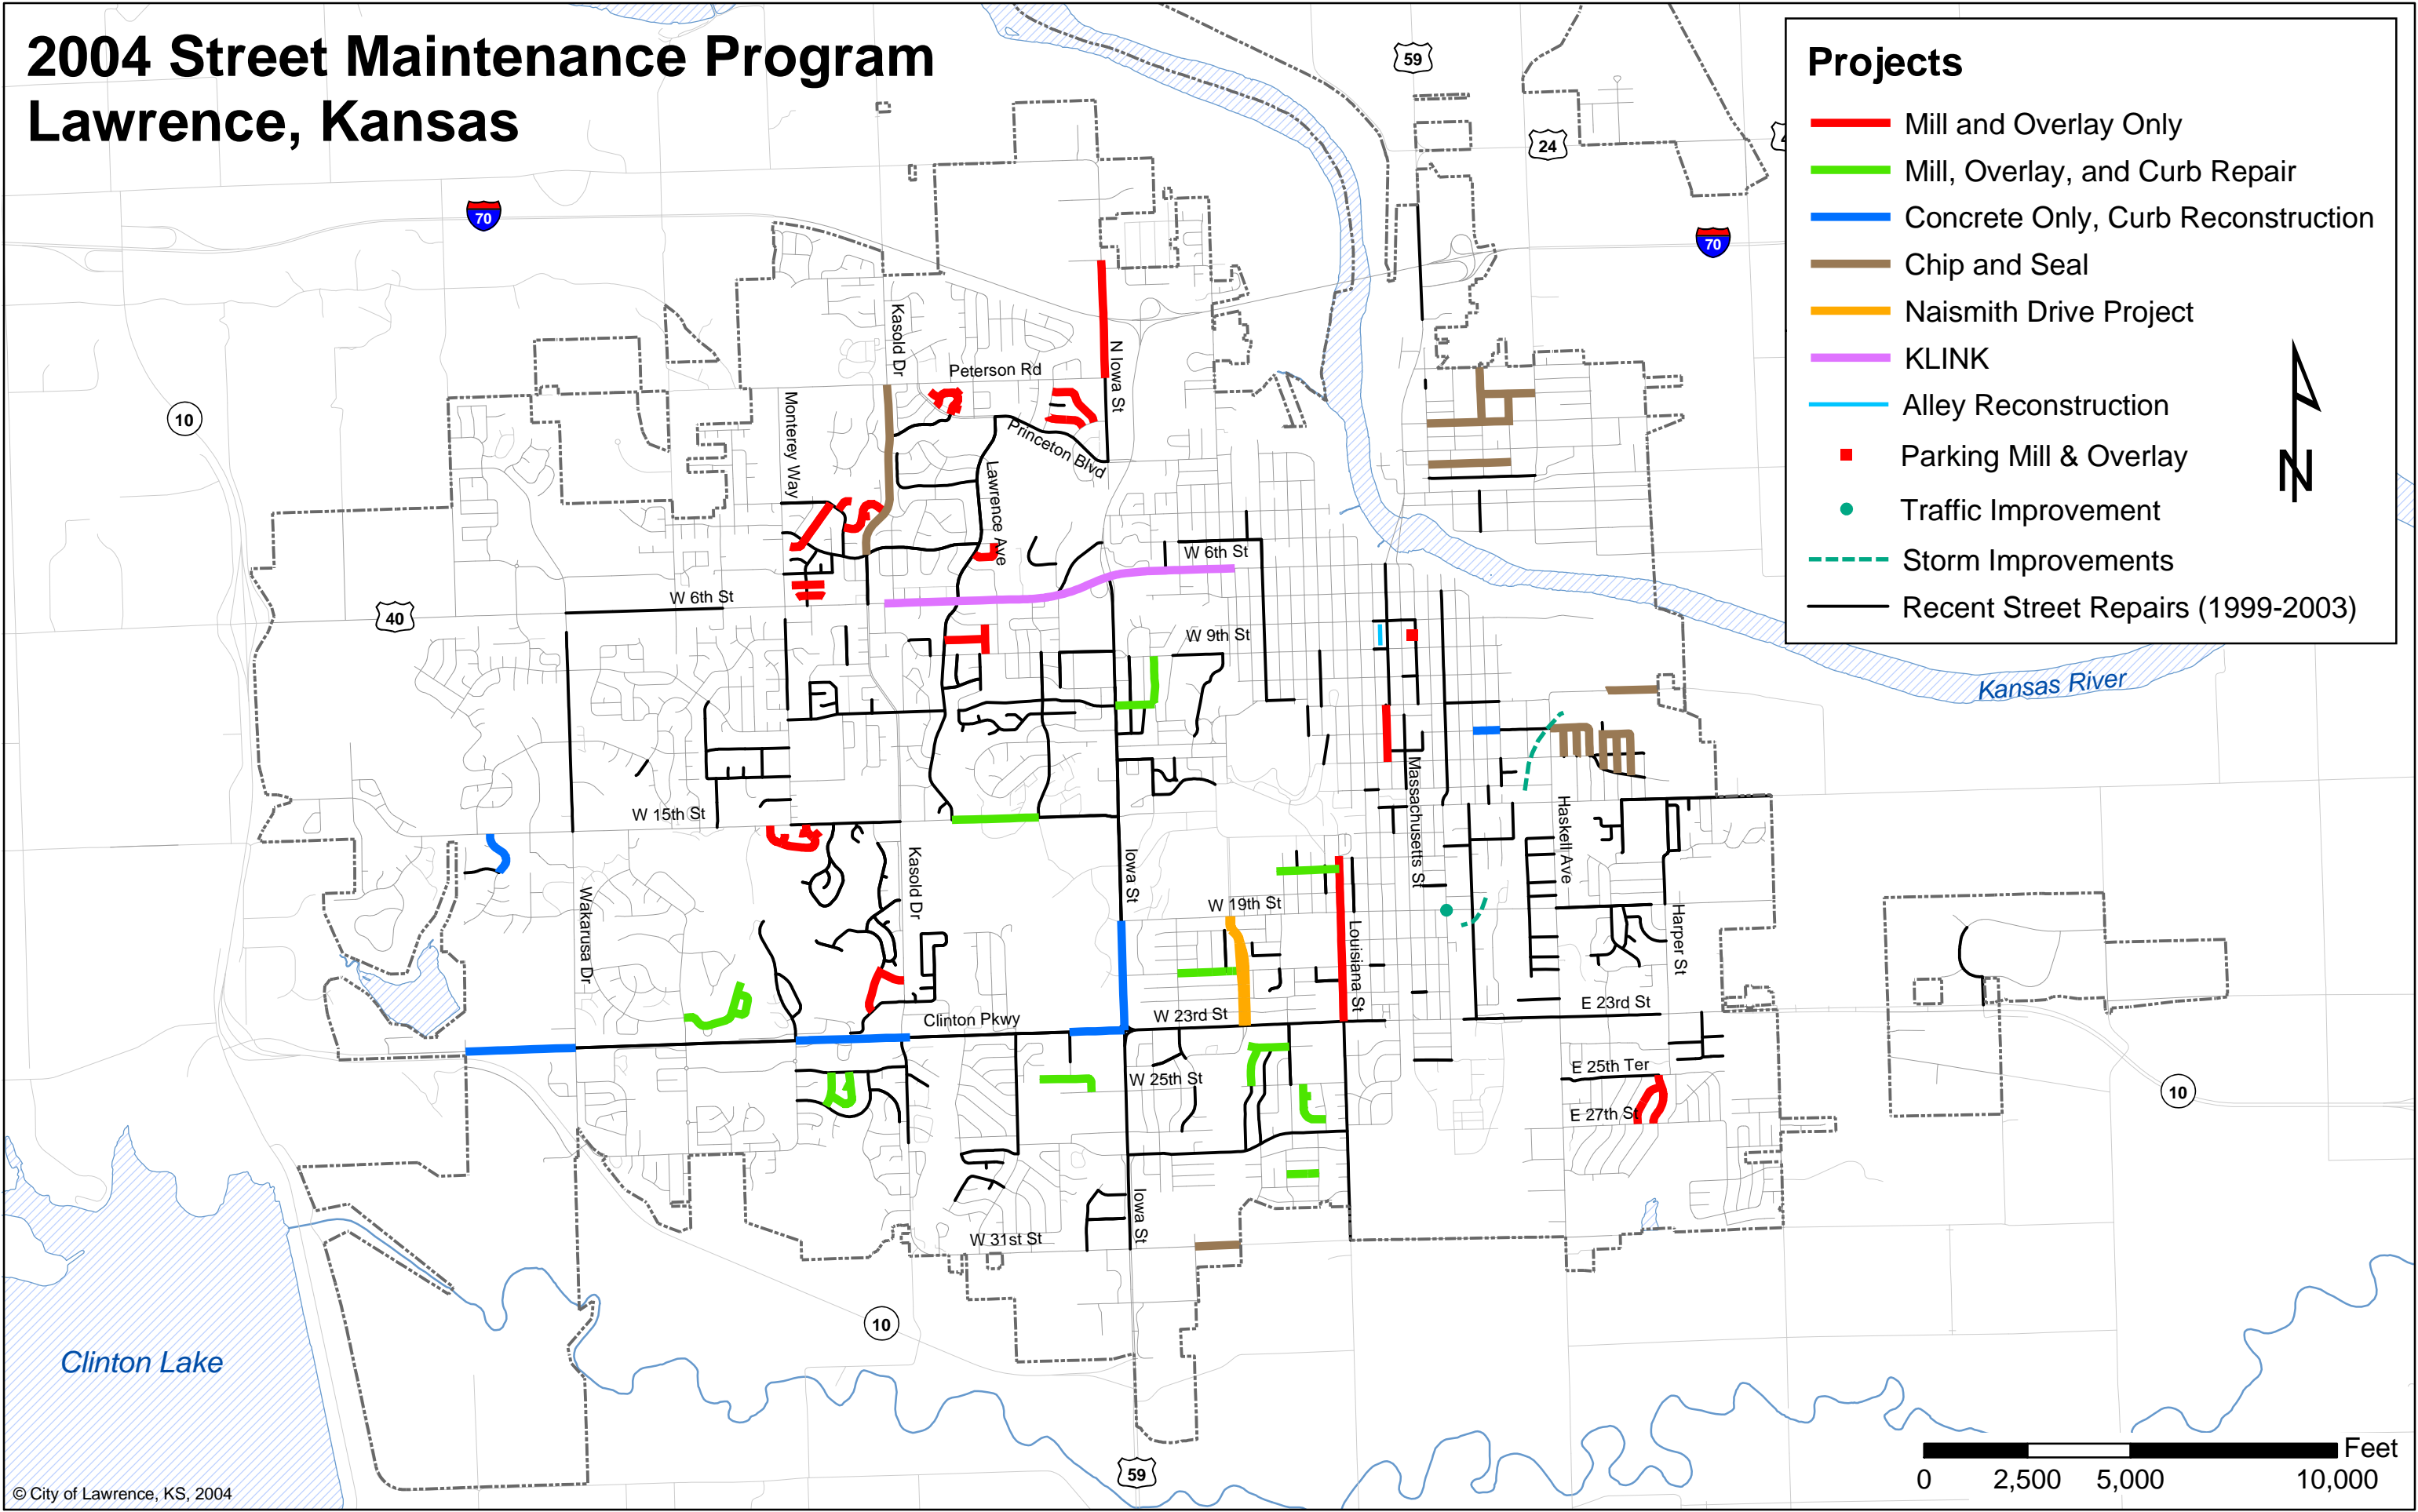 2004 Street Maintenance Program
Lawrence, Kansas
Projects
Mill and Overlay Only
Mill, Overlay, and Curb Repair
Concrete Only, Curb Reconstruction
Chip and Seal
Naismith Drive Project
KLINK
Alley Reconstruction
Parking Mill & Overlay
Traffic Improvement
Storm Improvements
Recent Street Repairs (1999-2003)
N
59
24
70
70
10
40
Kasold Dr
Peterson Rd
N Iowa St
Monterey Way
Princeton Blvd
Lawrence Ave
W 6th St
W 6th St
W 9th St
Kansas River
W 15th St
Massachusetts St
Haskell Ave
Kasold Dr
Iowa St
W 19th St
Wakarusa Dr
Louisiana St
Harper St
E 23rd St
Clinton Pkwy
W 23rd St
W 25th St
E 25th Ter
E 27th St
10
Iowa St
W 31st St
10
Clinton Lake
59
Feet
0
2,500
5,000
10,000
© City of Lawrence, KS, 2004